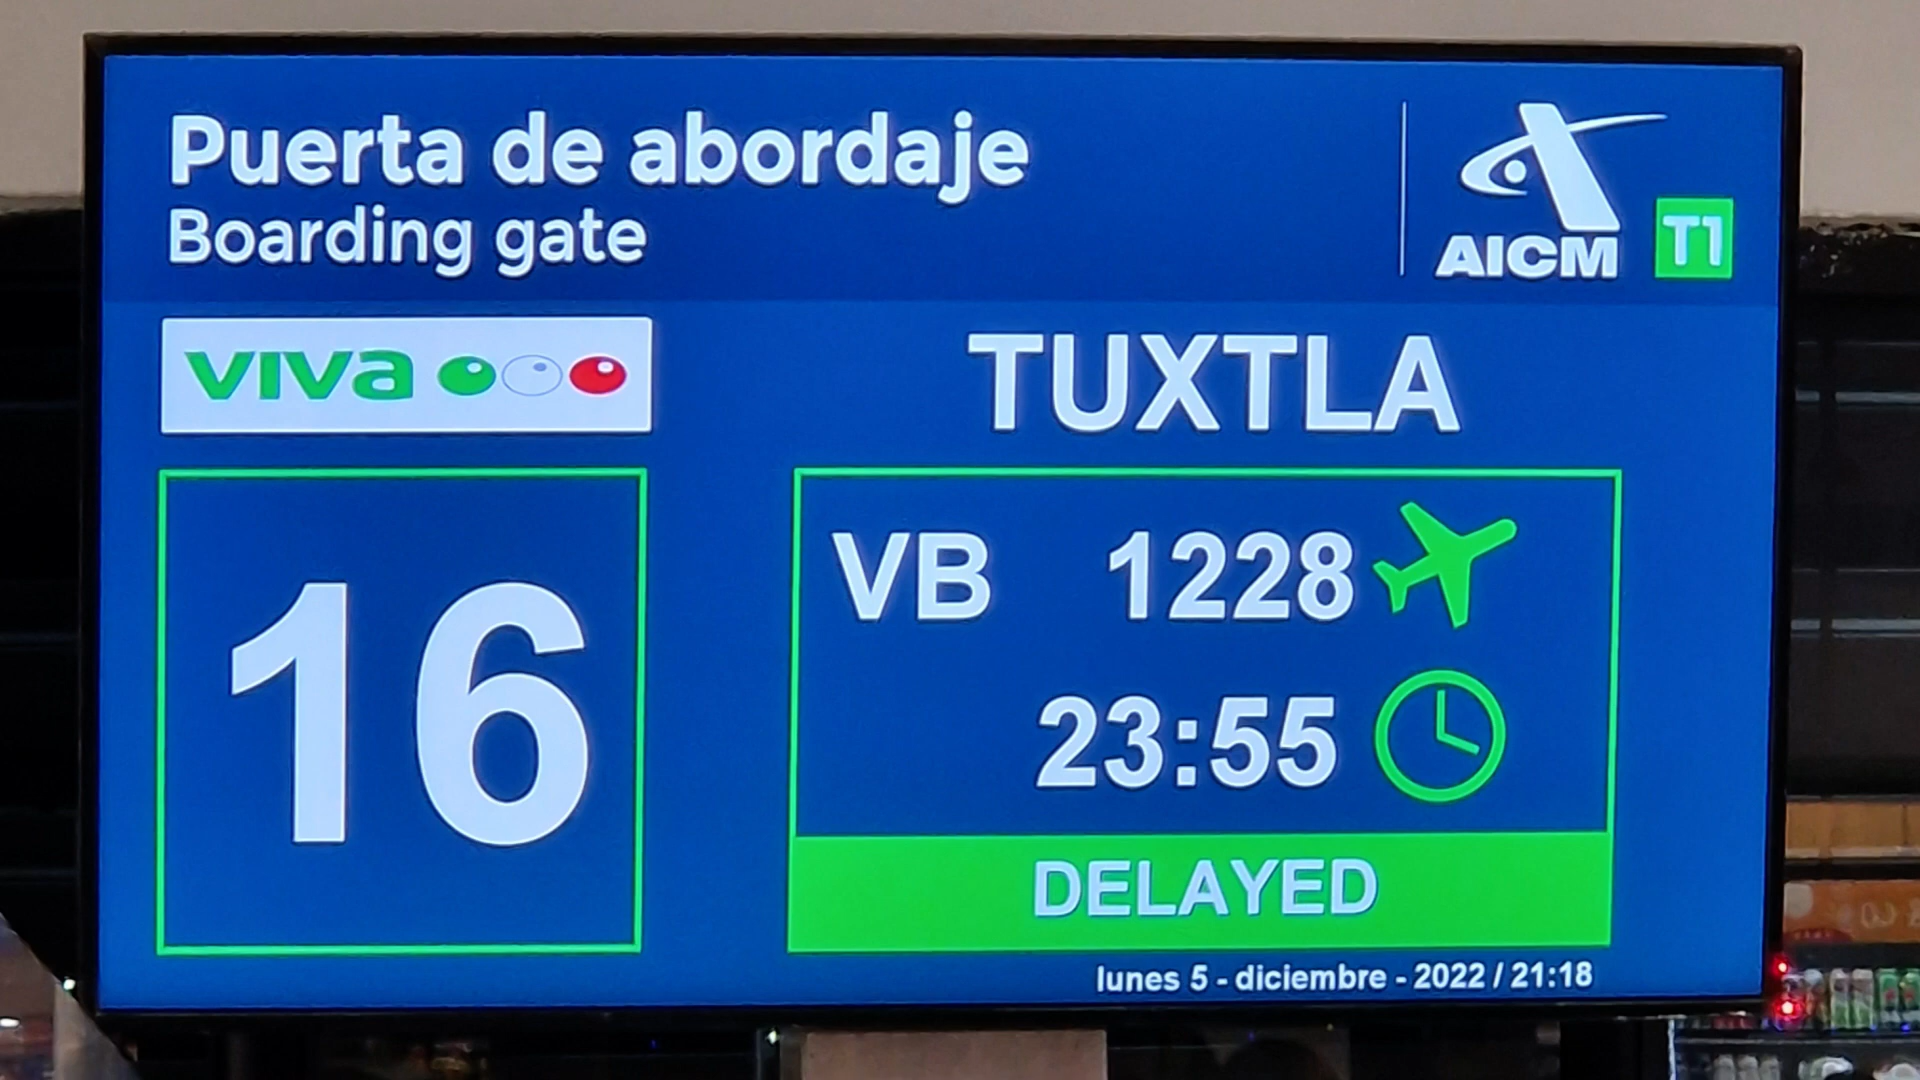 Puerta de abordaje
Boarding gate
AICM
T1
viva
TUXTLA
16
VB 1228
23:55
DELAYED
lunes 5 - diciembre - 2022 / 21:18